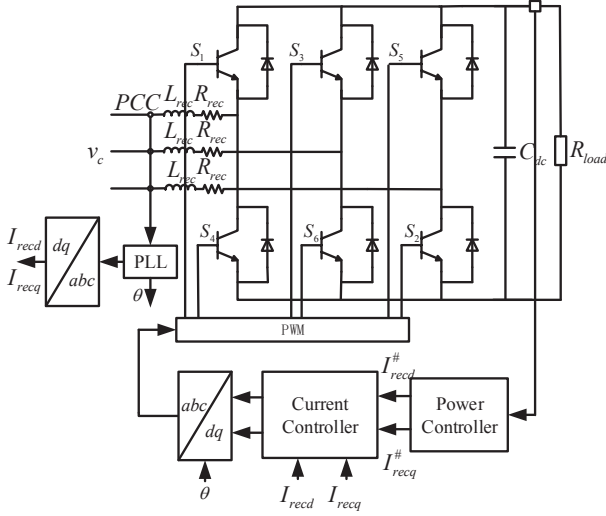 S1
S3
S5
PCC
Lrec Rrec
Lrec Rrec
Lrec Rrec
vc
Cdc
Rload
S4
S6
S2
Irecd
Irecq
dq
abc
PLL
θ
PWM
abc
dq
Current
Controller
I#recd
I#recq
Power
Controller
θ
Irecd
Irecq